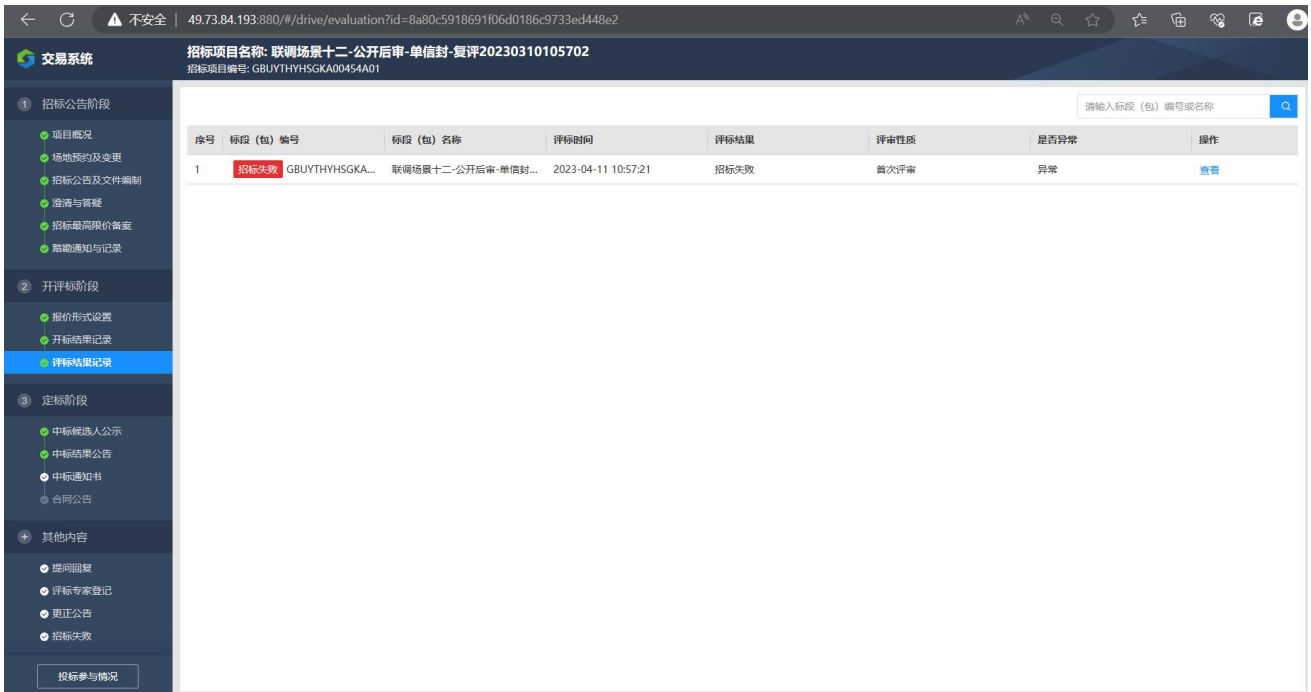 不安全 | 49.73.84.193:880/#/drive/evaluation?id=8a80c5918691f06d0186c9733ed448e2
交易系统
招标项目名称: 联调场景十二-公开后审-单信封-复评20230310105702
招标项目编号: GBUYTHYHSGKA00454A01
1 招标公告阶段
项目概况
场地预约及变更
招标公告及文件编制
澄清与答疑
招标最高限价备案
踏勘通知与记录
2 开评标阶段
报价形式设置
开标结果记录
评标结果记录
3 定标阶段
中标候选人公示
中标结果公告
中标通知书
合同公告
其他内容
提问回复
评标专家登记
更正公告
招标失败
投标参与情况
请输入标段（包）编号或名称
序号 标段（包）编号 标段（包）名称 评标时间 评标结果 评审性质 是否异常 操作
1 招标失败 GBUYTHYHSGKA... 联调场景十二-公开后审-单信封... 2023-04-11 10:57:21 招标失败 首次评审 异常 查看